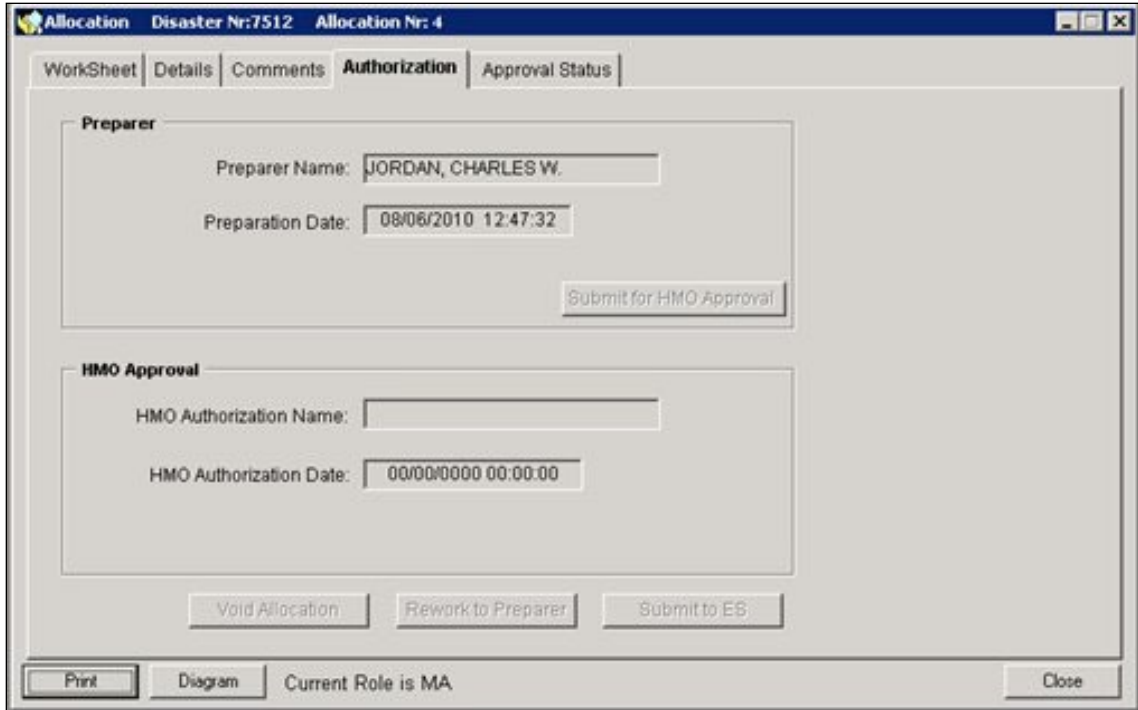 Allocation Disaster Nr:7512 Allocation Nr: 4
WorkSheet Details Comments Authorization Approval Status
Preparer
Preparer Name: JORDAN, CHARLES W.
Preparation Date: 08/06/2010 12:47:32
Submit for HMO Approval
HMO Approval
HMO Authorization Name:
HMO Authorization Date: 00/00/0000 00:00:00
Void Allocation Rework to Preparer Submit to ES
Print Diagram Current Role is MA Close